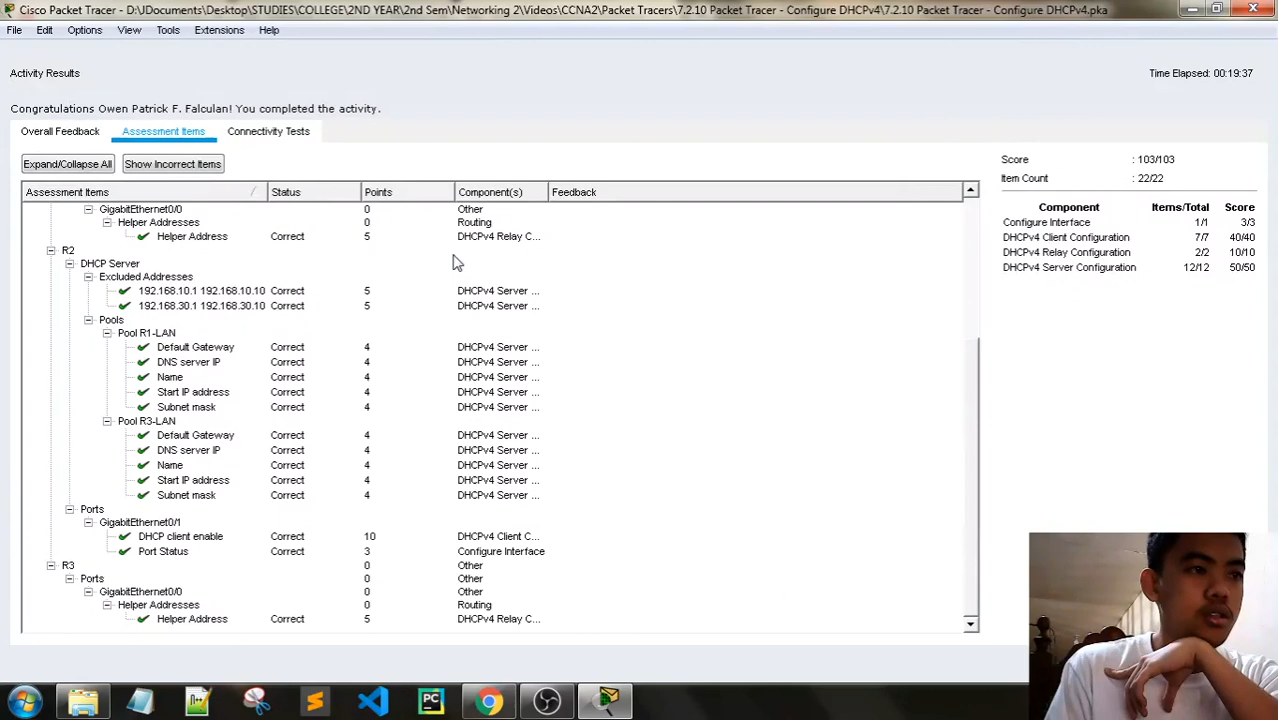 Cisco Packet Tracer - D:\JDocuments\Desktop\STUDIES\COLLEGE\2ND YEAR\2nd Sem\Networking 2\Videos\CCNA2\Packet Tracers\7.2.10 Packet Tracer - Configure DHCPv4\7.2.10 Packet Tracer - Configure DHCPv4.pka
File Edit Options View Tools Extensions Help
Activity Results
Time Elapsed: 00:19:37
Congratulations Owen Patrick F. Falculan! You completed the activity.
Overall Feedback Assessment Items Connectivity Tests
Expand/Collapse All Show Incorrect Items
Assessment Items Status Points Component(s) Feedback
GigabitEthernet0/0 0 Other
Helper Addresses 0 Routing
Helper Address Correct 5 DHCPv4 Relay C...
R2
DHCP Server
Excluded Addresses
192.168.10.1 192.168.10.10 Correct 5 DHCPv4 Server ...
192.168.30.1 192.168.30.10 Correct 5 DHCPv4 Server ...
Pools
Pool R1-LAN
Default Gateway Correct 4 DHCPv4 Server ...
DNS server IP Correct 4 DHCPv4 Server ...
Name Correct 4 DHCPv4 Server ...
Start IP address Correct 4 DHCPv4 Server ...
Subnet mask Correct 4 DHCPv4 Server ...
Pool R3-LAN
Default Gateway Correct 4 DHCPv4 Server ...
DNS server IP Correct 4 DHCPv4 Server ...
Name Correct 4 DHCPv4 Server ...
Start IP address Correct 4 DHCPv4 Server ...
Subnet mask Correct 4 DHCPv4 Server ...
Ports
GigabitEthernet0/1
DHCP client enable Correct 10 DHCPv4 Client C...
Port Status Correct 3 Configure Interface
R3 0 Other
Ports 0 Other
GigabitEthernet0/0 0 Other
Helper Addresses 0 Routing
Helper Address Correct 5 DHCPv4 Relay C...
Score : 103/103
Item Count : 22/22
Component Items/Total Score
Configure Interface 1/1 3/3
DHCPv4 Client Configuration 7/7 40/40
DHCPv4 Relay Configuration 2/2 10/10
DHCPv4 Server Configuration 12/12 50/50
PC